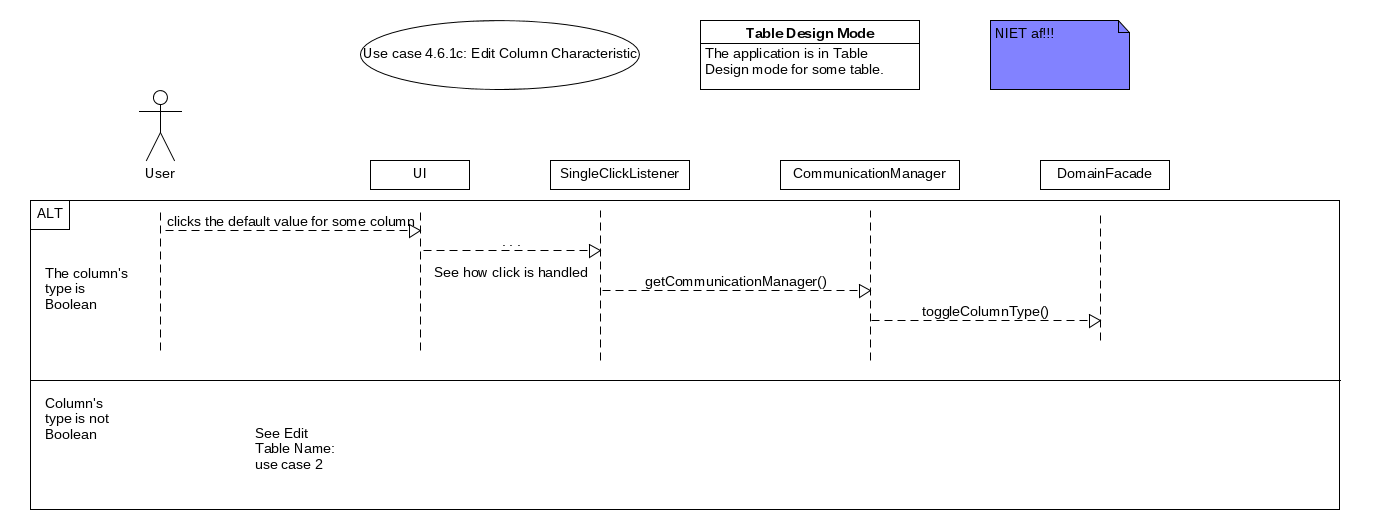 Use case 4.6.1c: Edit Column Characteristic
Table Design Mode
The application is in Table
Design mode for some table.
NIET af!!!
User
UI
SingleClickListener
CommunicationManager
DomainFacade
ALT
clicks the default value for some column
. . .
See how click is handled
The column's
type is
Boolean
getCommunicationManager()
toggleColumnType()
Column's
type is not
Boolean
See Edit
Table Name:
use case 2